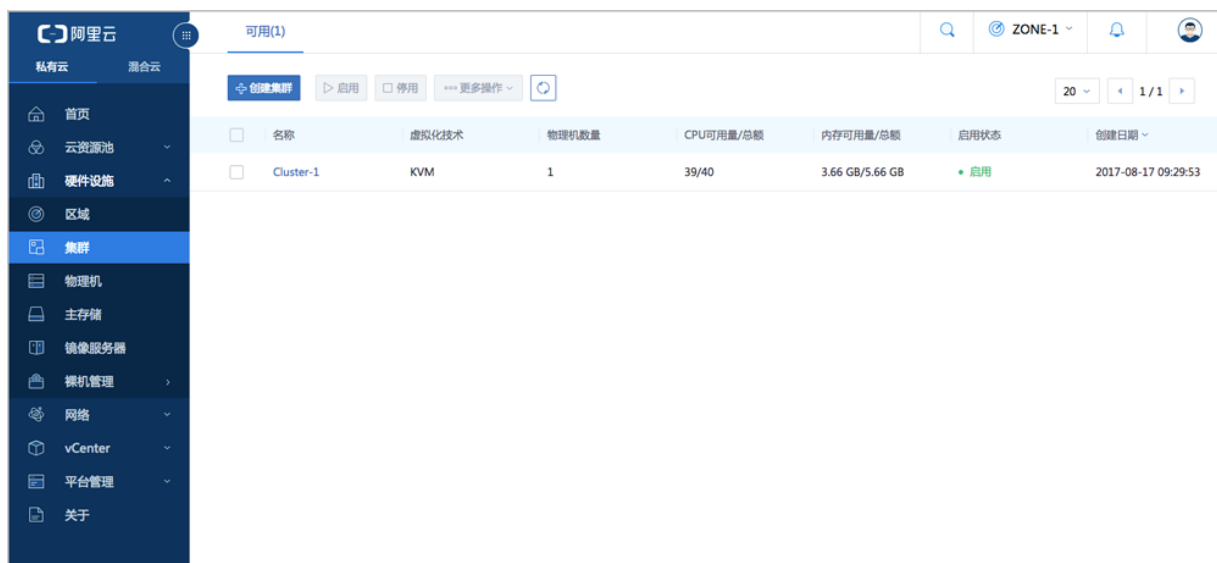 阿里云
可用(1)
ZONE-1
私有云 混合云
创建集群 启用 停用 更多操作
20 1 / 1
首页
云资源池
硬件设施
区域
集群
物理机
主存储
镜像服务器
裸机管理
网络
vCenter
平台管理
关于
名称 虚拟化技术 物理机数量 CPU可用量/总额 内存可用量/总额 启用状态 创建日期
Cluster-1 KVM 1 39/40 3.66 GB/5.66 GB 启用 2017-08-17 09:29:53